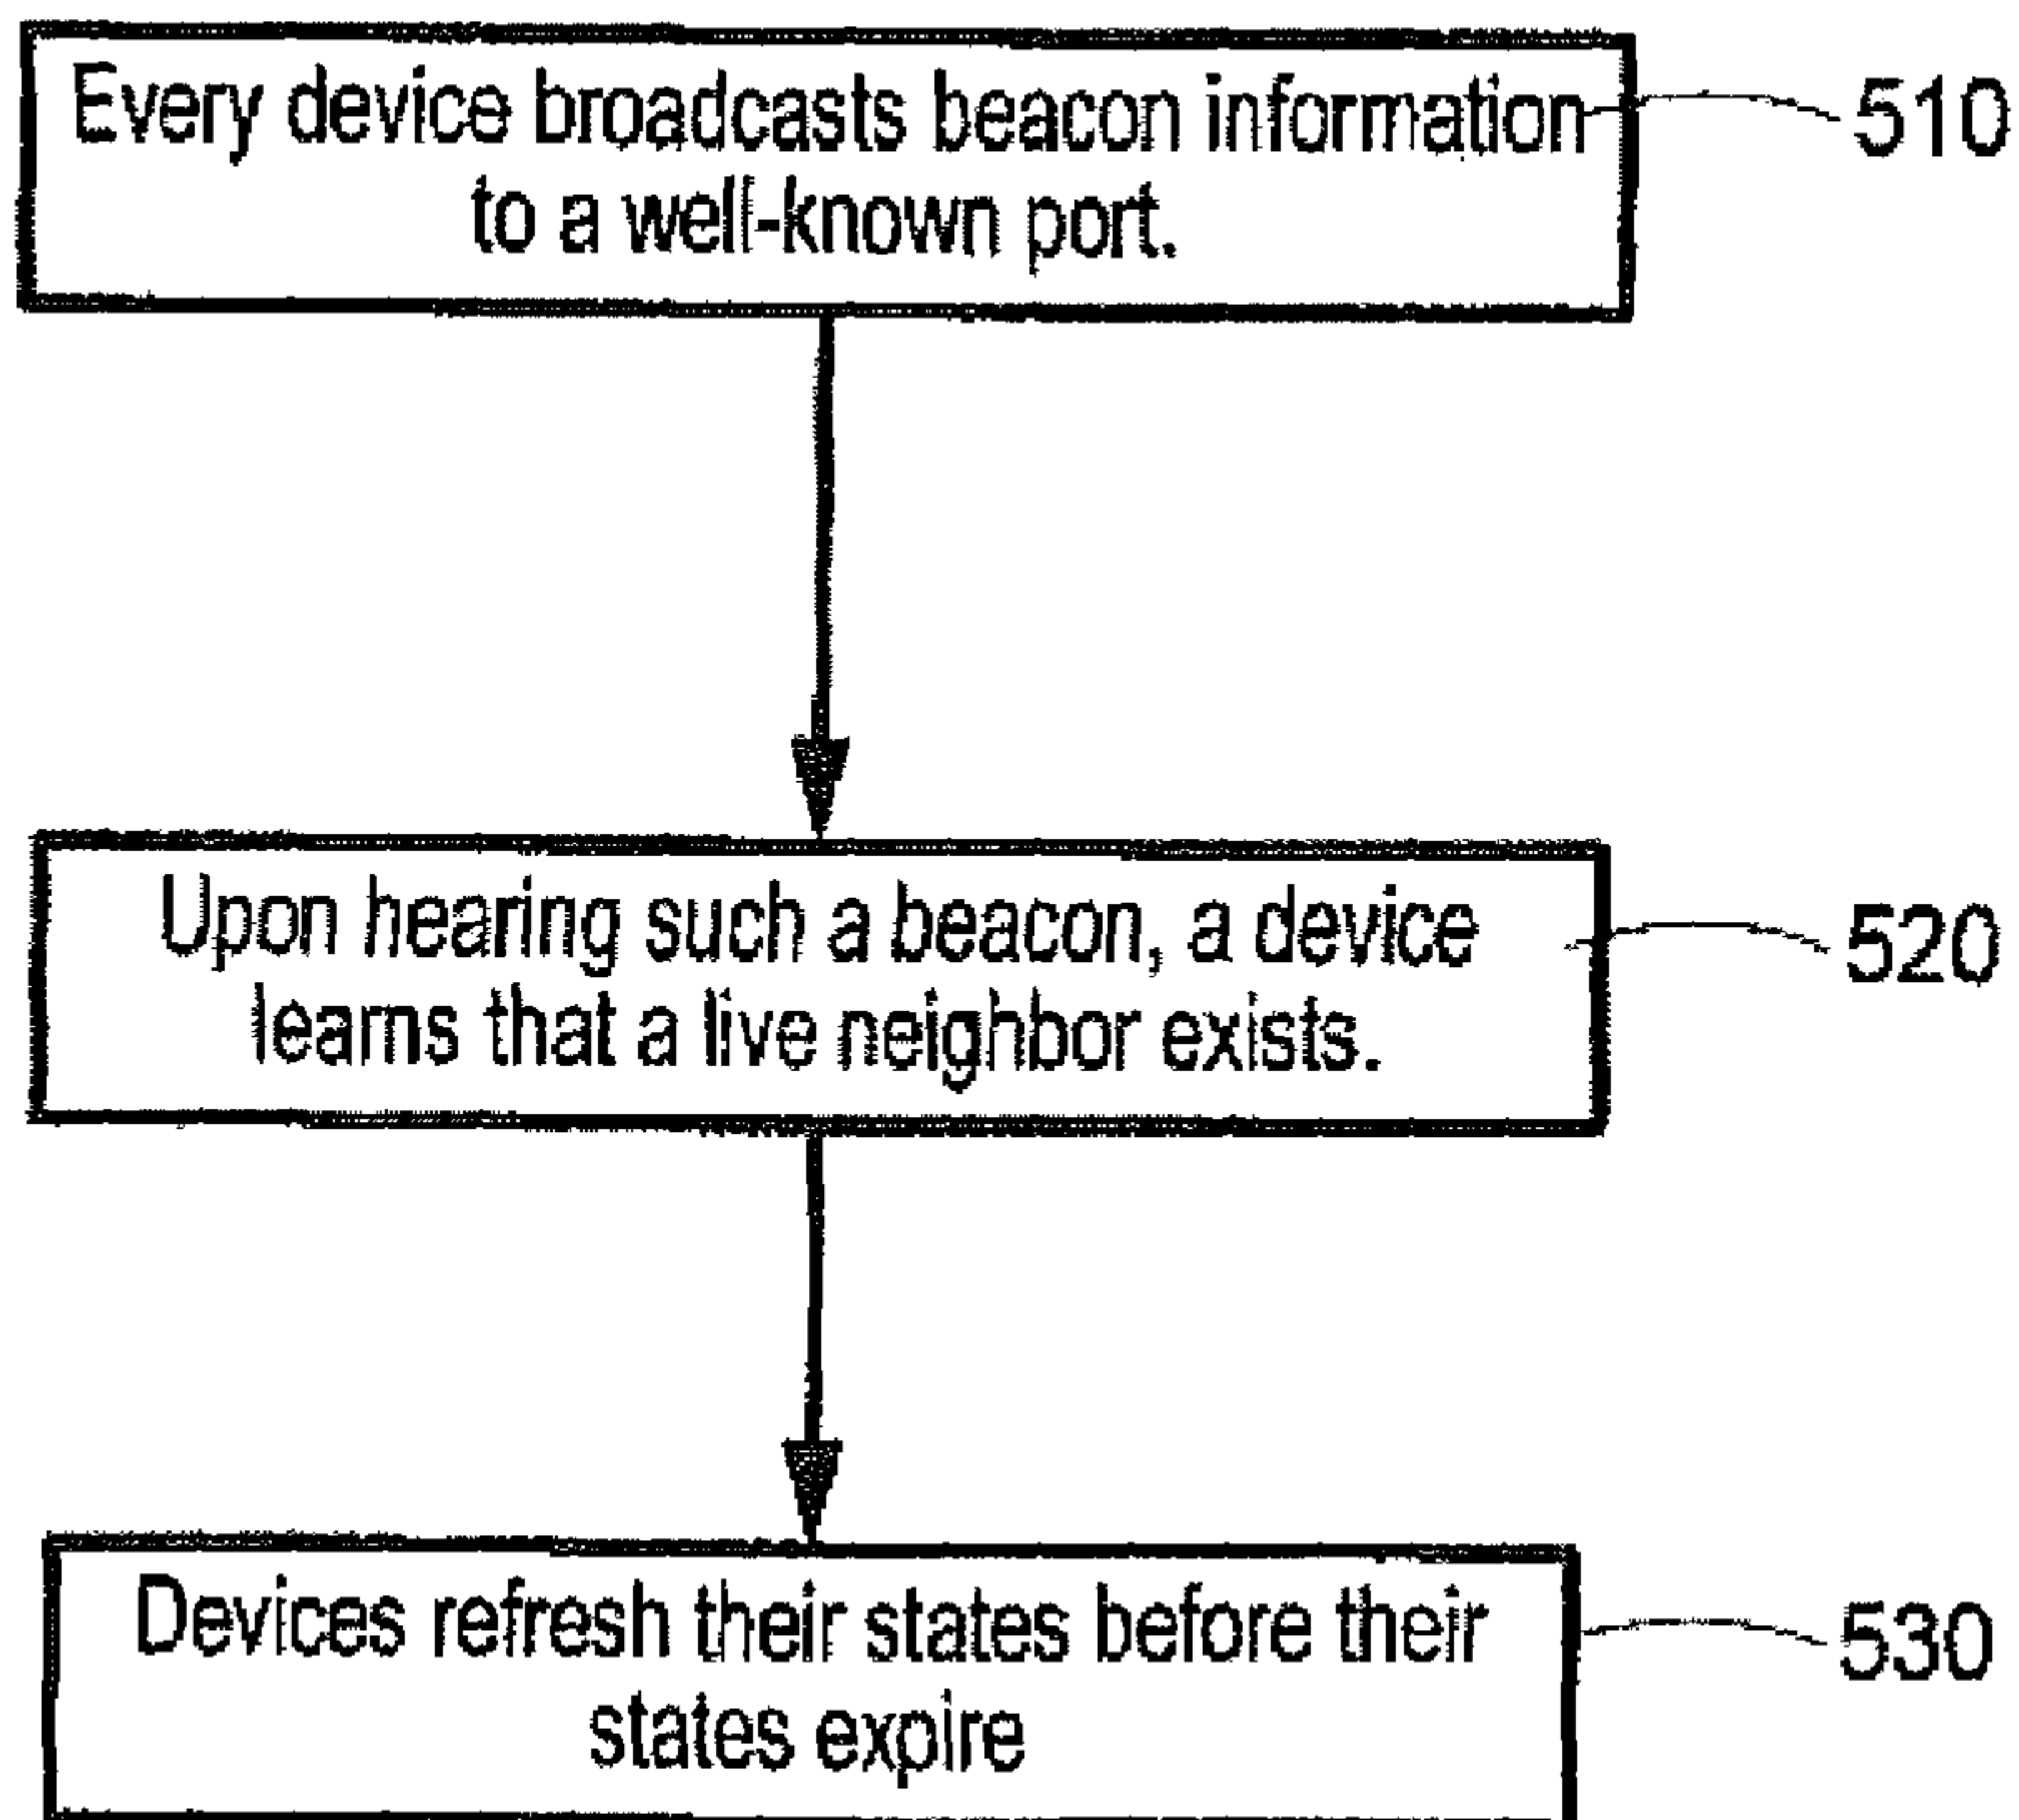 Every device broadcasts beacon information
to a well-known port.
510
Upon hearing such a beacon, a device
learns that a live neighbor exists.
520
Devices refresh their states before their
states expire
530